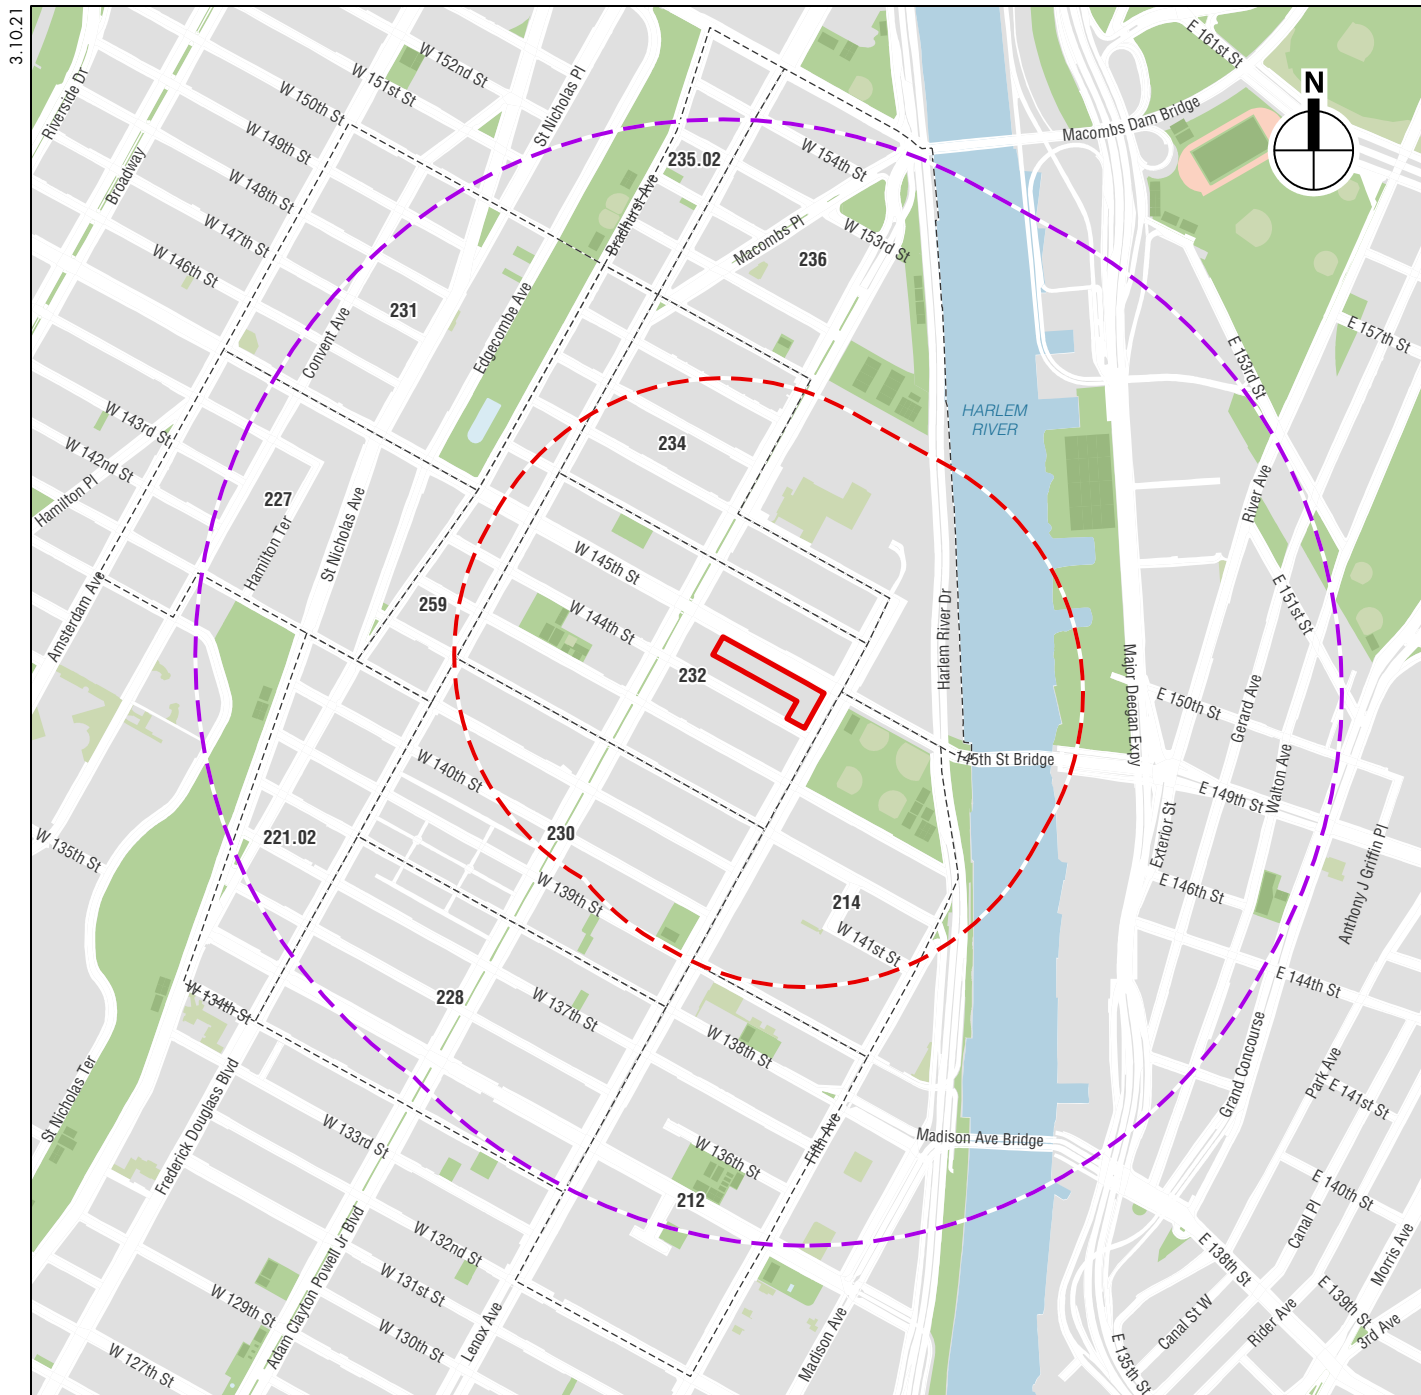 3.10.21
W 152nd St
W 151st St
W 150th St
W 149th St
W 148th St
W 147th St
W 146th St
Riverside Dr
Broadway
St Nicholas Pl
E 161st St
N
Macombs Dam Bridge
235.02
W 154th St
Bradhurst Ave
Macombs Pl
W 153rd St
236
231
Convent Ave
Edgecombe Ave
E 157th St
E 153rd St
HARLEM
RIVER
W 143rd St
W 142nd St
Hamilton Pl
234
227
Hamilton Ter
St Nicholas Ave
River Ave
W 145th St
W 144th St
259
Amsterdam Ave
Harlem River Dr
E 151st St
232
Major Deegan Expy
E 150th St
Gerard Ave
Walton Ave
145th St Bridge
E 149th St
W 140th St
W 135th St
221.02
230
W 139th St
Exterior St
E 146th St
Anthony J Griffin Pl
214
W 141st St
E 144th St
W 134th St
228
W 137th St
W 138th St
Grand Concourse
Park Ave
E 141st St
St Nicholas Ter
Frederick Douglass Blvd
W 133rd St
W 136th St
Fifth Ave
Madison Ave Bridge
212
E 140th St
Canal Pl
Morris Ave
W 132nd St
E 138th St
W 131st St
W 129th St
Adam Clayton Powell Jr Blvd
Lenox Ave
W 130th St
W 127th St
Madison Ave
E 135th St
Canal St W
Rider Ave
E 139th St
3rd Ave